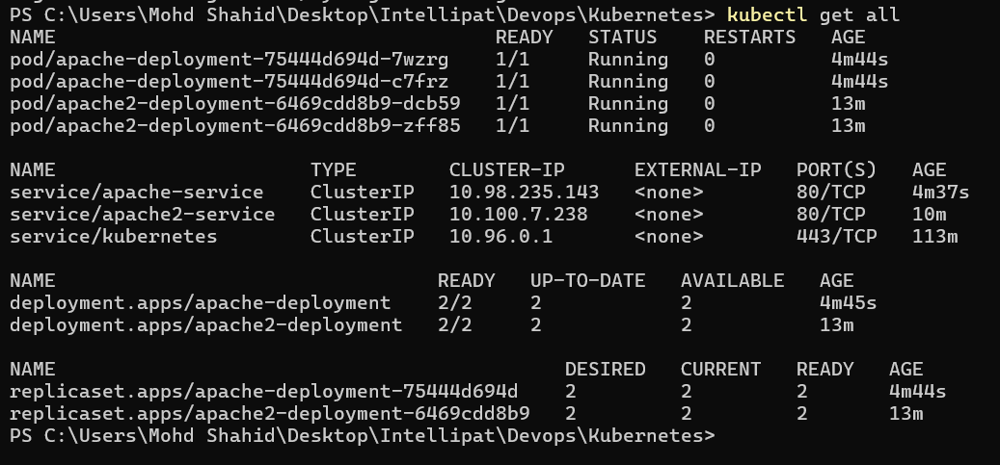 PS C:\Users\Mohd Shahid\Desktop\Intellipat\Devops\Kubernetes> kubectl get all
NAME READY STATUS RESTARTS AGE
pod/apache-deployment-75444d694d-7wzrg 1/1 Running 0 4m44s
pod/apache-deployment-75444d694d-c7frz 1/1 Running 0 4m44s
pod/apache2-deployment-6469cdd8b9-dcb59 1/1 Running 0 13m
pod/apache2-deployment-6469cdd8b9-zff85 1/1 Running 0 13m
NAME TYPE CLUSTER-IP EXTERNAL-IP PORT(S) AGE
service/apache-service ClusterIP 10.98.235.143 <none> 80/TCP 4m37s
service/apache2-service ClusterIP 10.100.7.238 <none> 80/TCP 10m
service/kubernetes ClusterIP 10.96.0.1 <none> 443/TCP 113m
NAME READY UP-TO-DATE AVAILABLE AGE
deployment.apps/apache-deployment 2/2 2 2 4m45s
deployment.apps/apache2-deployment 2/2 2 2 13m
NAME DESIRED CURRENT READY AGE
replicaset.apps/apache-deployment-75444d694d 2 2 2 4m44s
replicaset.apps/apache2-deployment-6469cdd8b9 2 2 2 13m
PS C:\Users\Mohd Shahid\Desktop\Intellipat\Devops\Kubernetes>